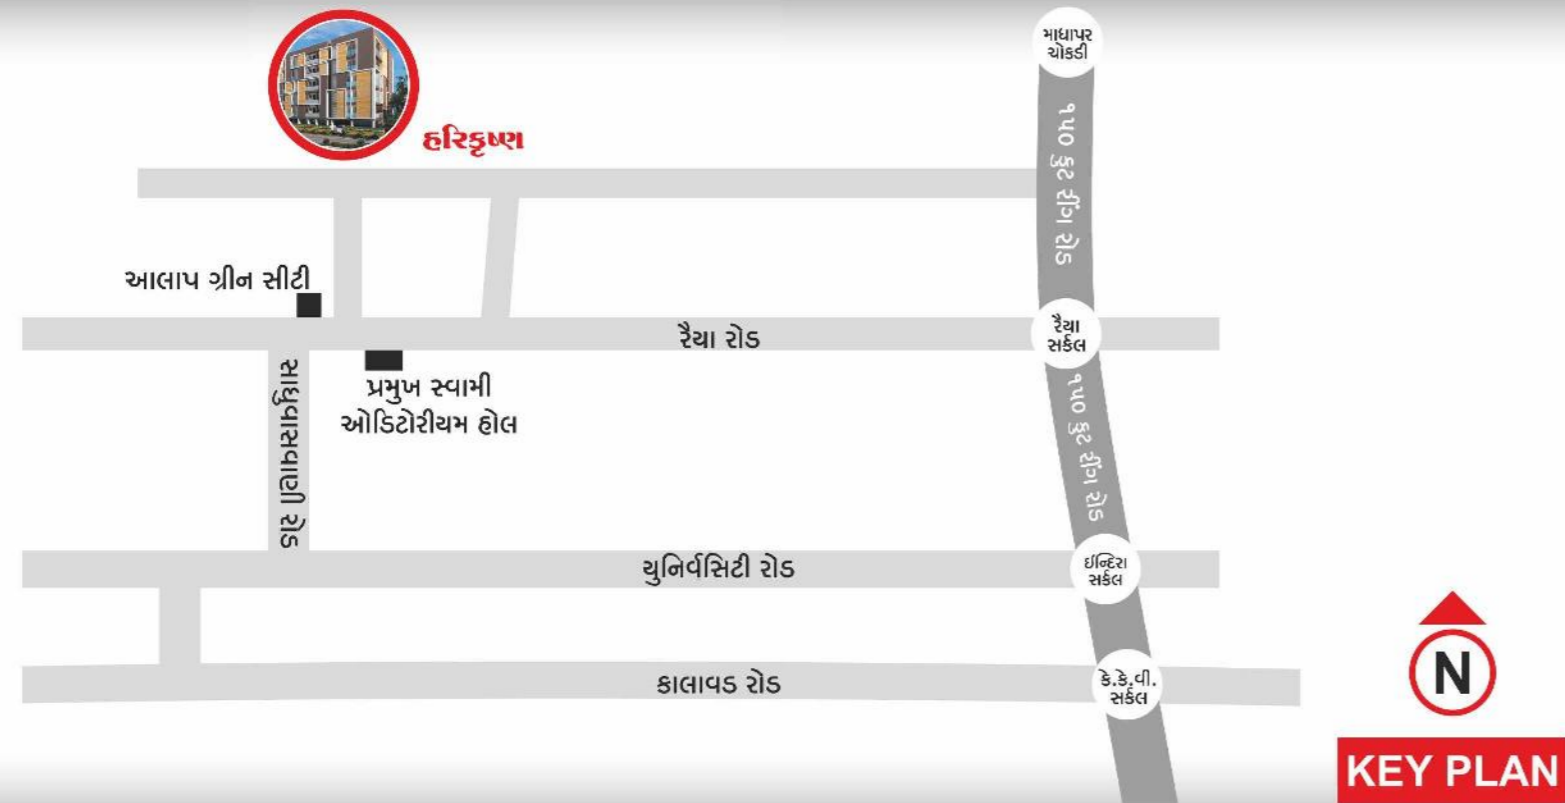 માધાપર
ચોકડી
હરિકૃષ્ણ
૧૫૦ ફુટ રીંગ રોડ
આલાપ ગ્રીન સીટી
રૈયા રોડ
રૈયા
સર્કલ
પ્રમુખ સ્વામી
ઓડિટોરીયમ હોલ
સાધુવાસવાણી રોડ
૧૫૦ ફુટ રીંગ રોડ
યુનિર્વસિટી રોડ
ઈન્દિરા
સર્કલ
કાલાવડ રોડ
કે.કે.વી.
સર્કલ
N
KEY PLAN